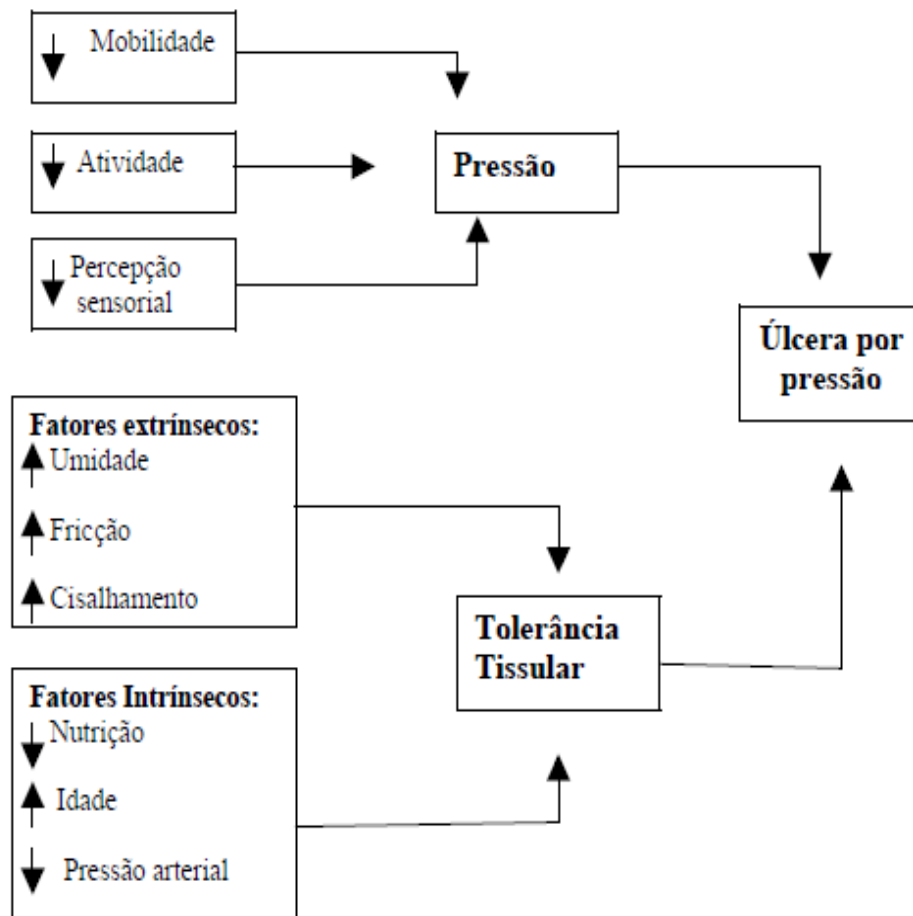 Mobilidade
Atividade
Percepção
sensorial
Pressão
Úlcera por
pressão
Fatores extrínsecos:
Umidade
Fricção
Cisalhamento
Tolerância
Tissular
Fatores Intrínsecos:
Nutrição
Idade
Pressão arterial